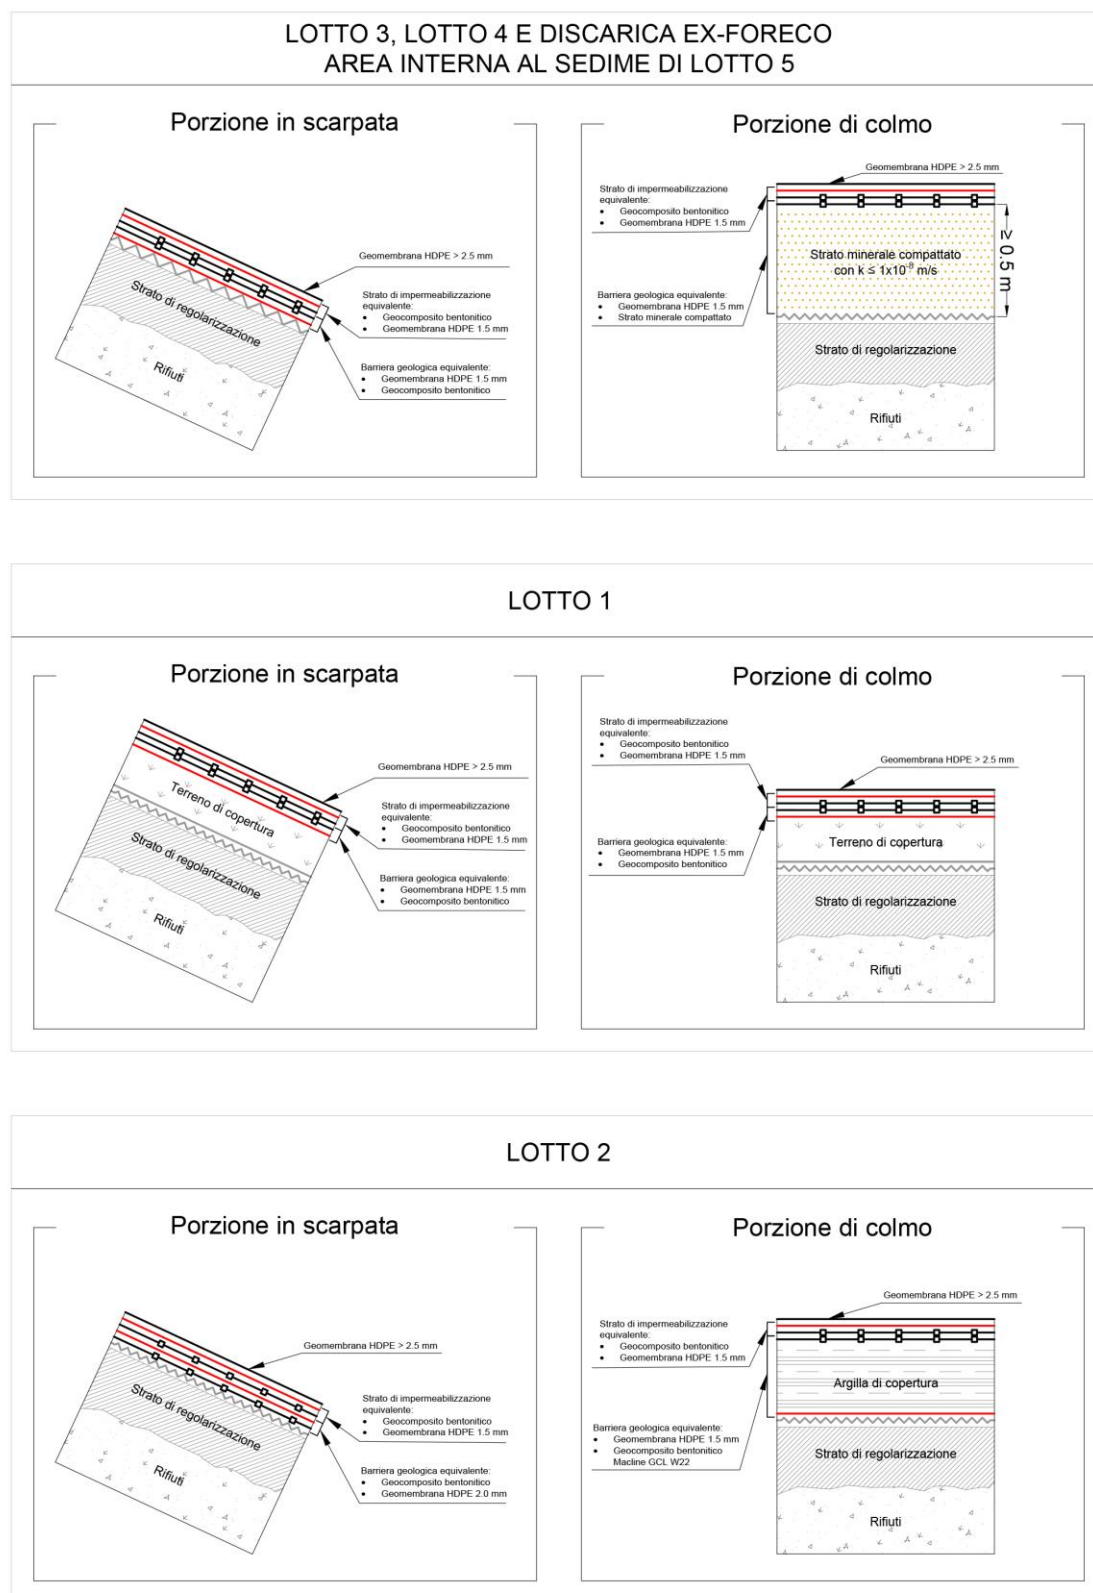 LOTTO 3, LOTTO 4 E DISCARICA EX-FORECO
AREA INTERNA AL SEDIME DI LOTTO 5
Porzione in scarpata
Geomembrana HDPE > 2.5 mm
Strato di impermeabilizzazione
equivalente:
• Geocomposito bentonitico
• Geomembrana HDPE 1.5 mm
Barriera geologica equivalente:
• Geomembrana HDPE 1.5 mm
• Geocomposito bentonitico
Strato di regolarizzazione
Rifiuti
Porzione di colmo
Geomembrana HDPE > 2.5 mm
Strato di impermeabilizzazione
equivalente:
• Geocomposito bentonitico
• Geomembrana HDPE 1.5 mm
Barriera geologica equivalente:
• Geomembrana HDPE 1.5 mm
• Strato minerale compattato
Strato minerale compattato
con k ≤ 1x10⁻⁸ m/s
≥ 0.5 m
Strato di regolarizzazione
Rifiuti
LOTTO 1
Porzione in scarpata
Geomembrana HDPE > 2.5 mm
Strato di impermeabilizzazione
equivalente:
• Geocomposito bentonitico
• Geomembrana HDPE 1.5 mm
Barriera geologica equivalente:
• Geomembrana HDPE 1.5 mm
• Geocomposito bentonitico
Terreno di copertura
Strato di regolarizzazione
Rifiuti
Porzione di colmo
Strato di impermeabilizzazione
equivalente:
• Geocomposito bentonitico
• Geomembrana HDPE 1.5 mm
Geomembrana HDPE > 2.5 mm
Barriera geologica equivalente:
• Geomembrana HDPE 1.5 mm
• Geocomposito bentonitico
Terreno di copertura
Strato di regolarizzazione
Rifiuti
LOTTO 2
Porzione in scarpata
Geomembrana HDPE > 2.5 mm
Strato di impermeabilizzazione
equivalente:
• Geocomposito bentonitico
• Geomembrana HDPE 1.5 mm
Barriera geologica equivalente:
• Geocomposito bentonitico
• Geomembrana HDPE 2.0 mm
Strato di regolarizzazione
Rifiuti
Porzione di colmo
Geomembrana HDPE > 2.5 mm
Strato di impermeabilizzazione
equivalente:
• Geocomposito bentonitico
• Geomembrana HDPE 1.5 mm
Barriera geologica equivalente:
• Geomembrana HDPE 1.5 mm
• Geocomposito bentonitico
Macline GCL W22
Argilla di copertura
Strato di regolarizzazione
Rifiuti